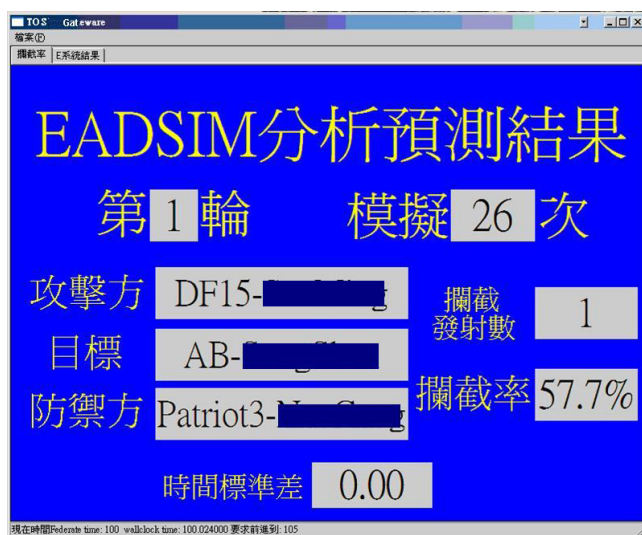 TOS Gateware
檔案(F)
攔截率 E系統結果
EADSIM分析預測結果
第 1 輪 模擬 26 次
攻擊方 DF15-
攔截發射數 1
目標 AB-
防禦方 Patriot3-
攔截率 57.7%
時間標準差 0.00
現在時間Federate time: 100 wallclock time: 100.024000 要求前進到: 105